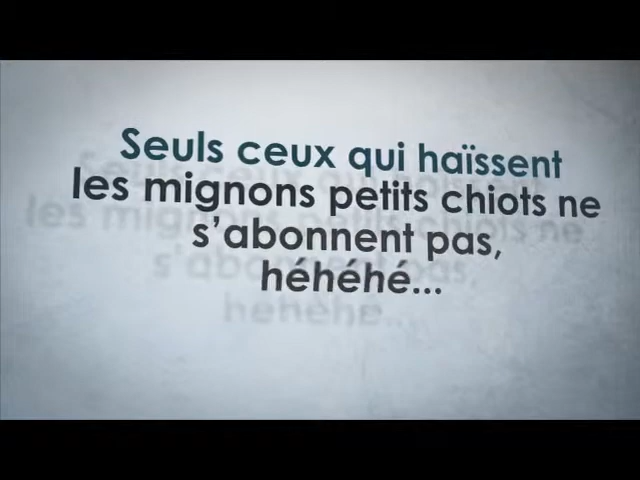 Seuls ceux qui haïssent
les mignons petits chiots ne
s’abonnent pas,
héhéhé...